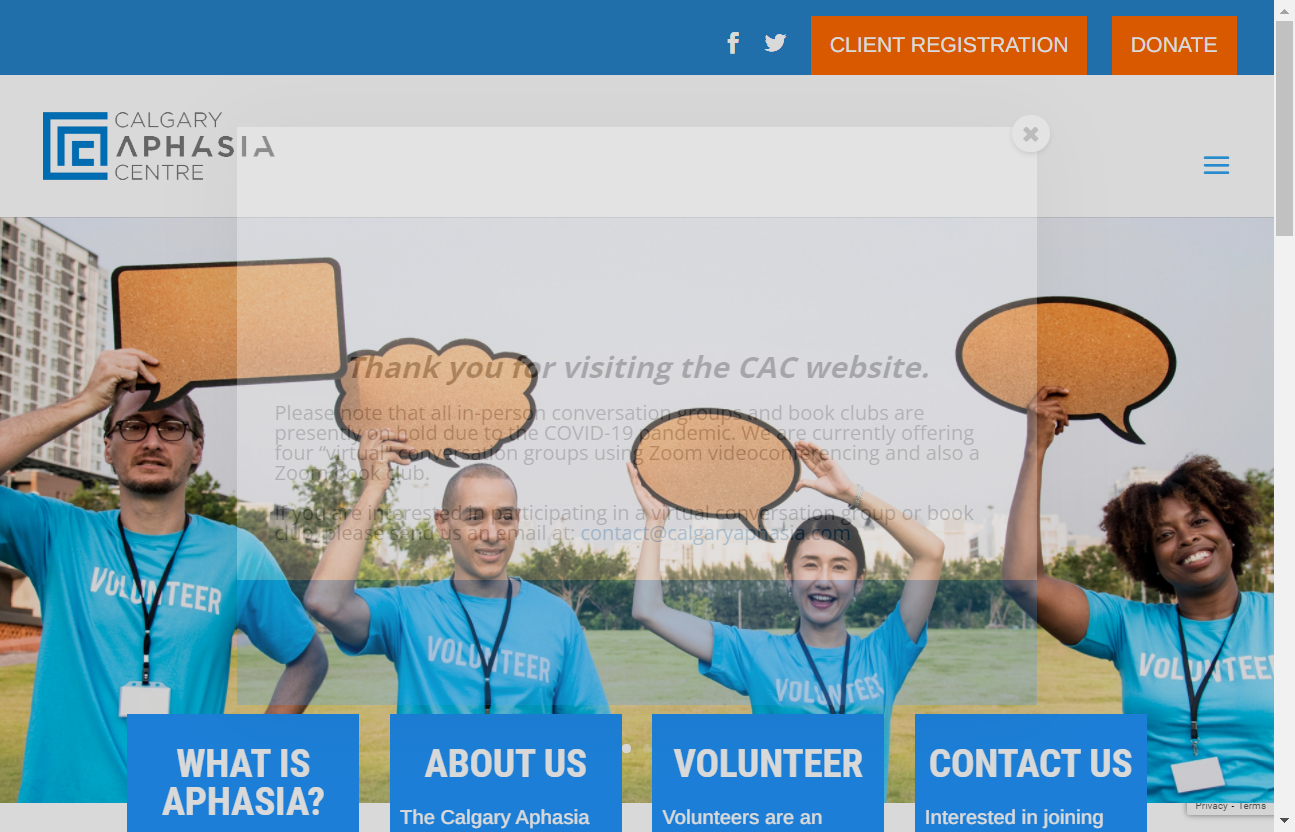 CLIENT REGISTRATION DONATE
CALGARY
APHASIA
CENTRE
Thank you for visiting the CAC website.
Please note that all in-person conversation groups and book clubs are
presently on hold due to the COVID-19 pandemic. We are currently offering
four “virtual” conversation groups using Zoom videoconferencing and also a
Zoom book club.
If you are interested in participating in a virtual conversation group or book
club, please send us an email at: contact@calgaryaphasia.com
VOLUNTEER
VOLUNTEER
VOLUNTEER
VOLUNTEER
WHAT IS
APHASIA?
ABOUT US
The Calgary Aphasia
VOLUNTEER
Volunteers are an
CONTACT US
Interested in joining
Privacy - Terms